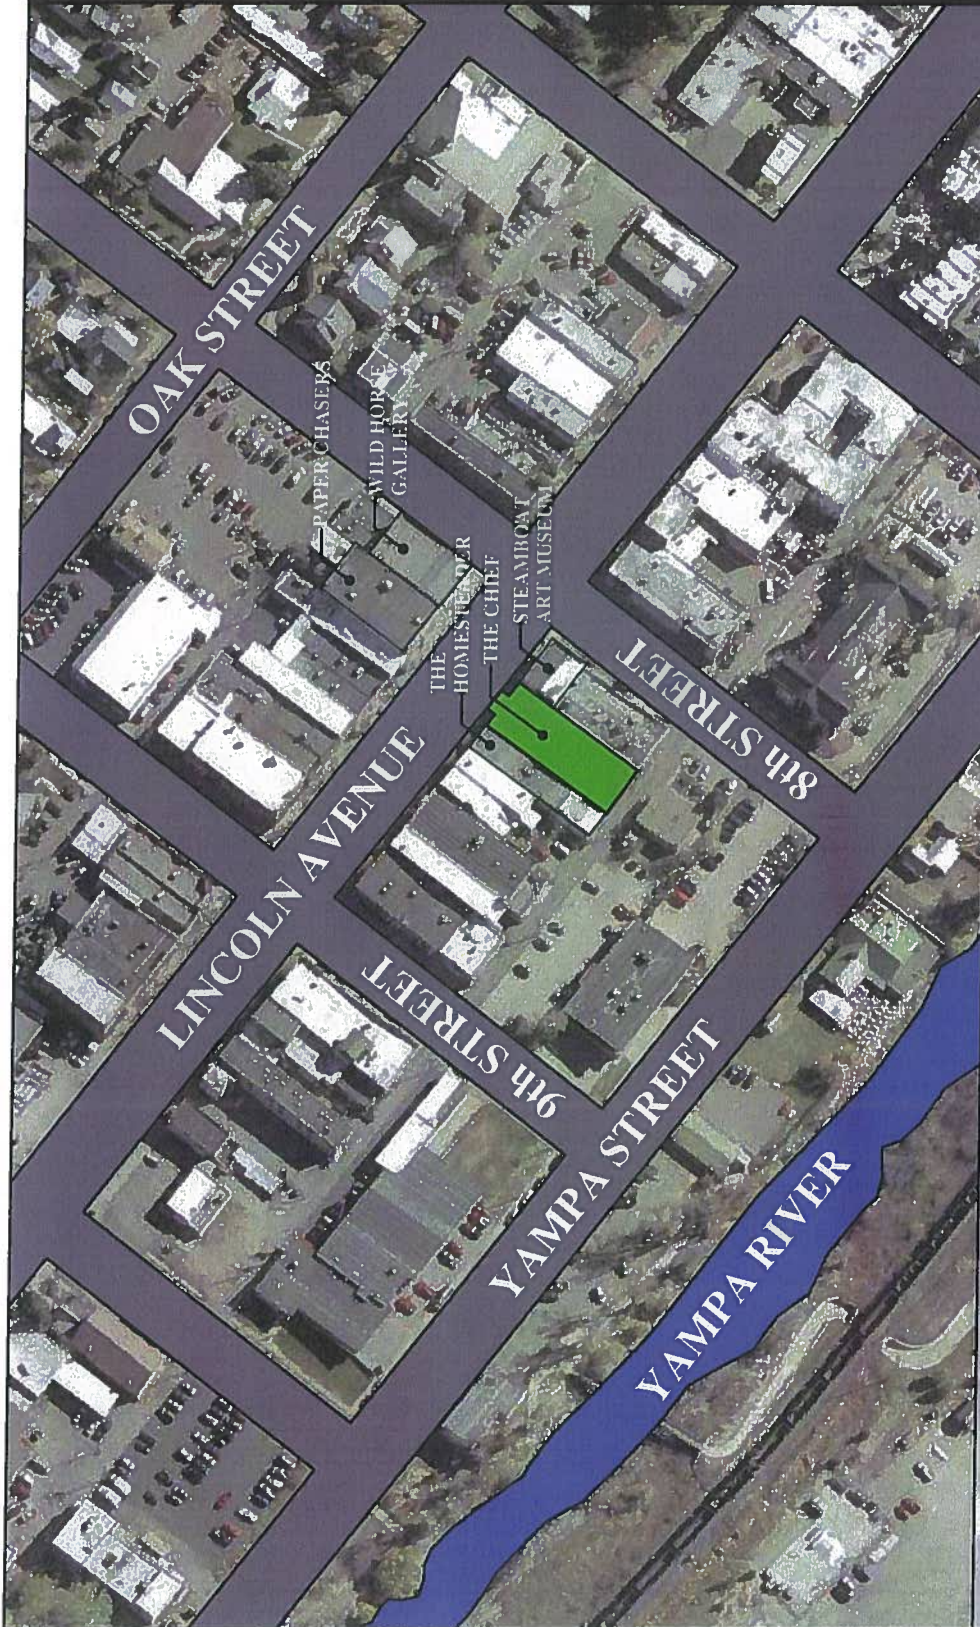 OAK STREET
PAPER CHASERS
WILD HORSE
GALLERY
LINCOLN AVENUE
THE
HOMESTEADER
THE CHIEF
STEAMBOAT
ART MUSEUM
8th STREET
9th STREET
YAMPA STREET
YAMPA RIVER